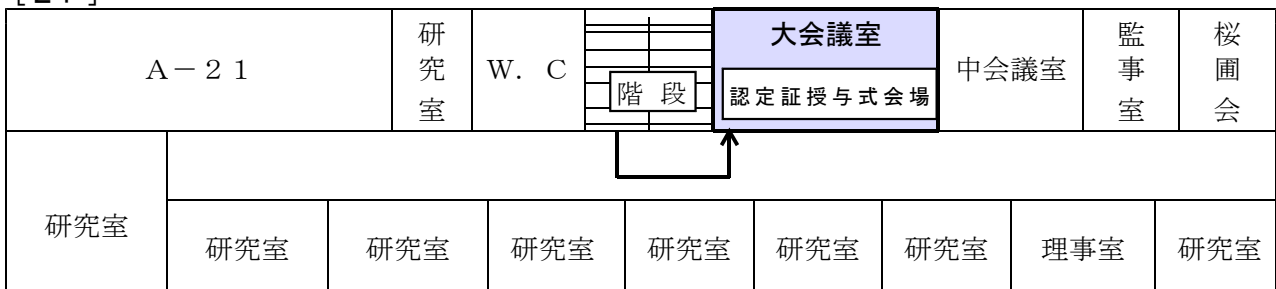 Ａ－２１
研究室
Ｗ．Ｃ
階 段
大会議室
認定証授与式会場
中会議室
監事室
桜圃会
研究室
研究室
研究室
研究室
研究室
研究室
研究室
理事室
研究室